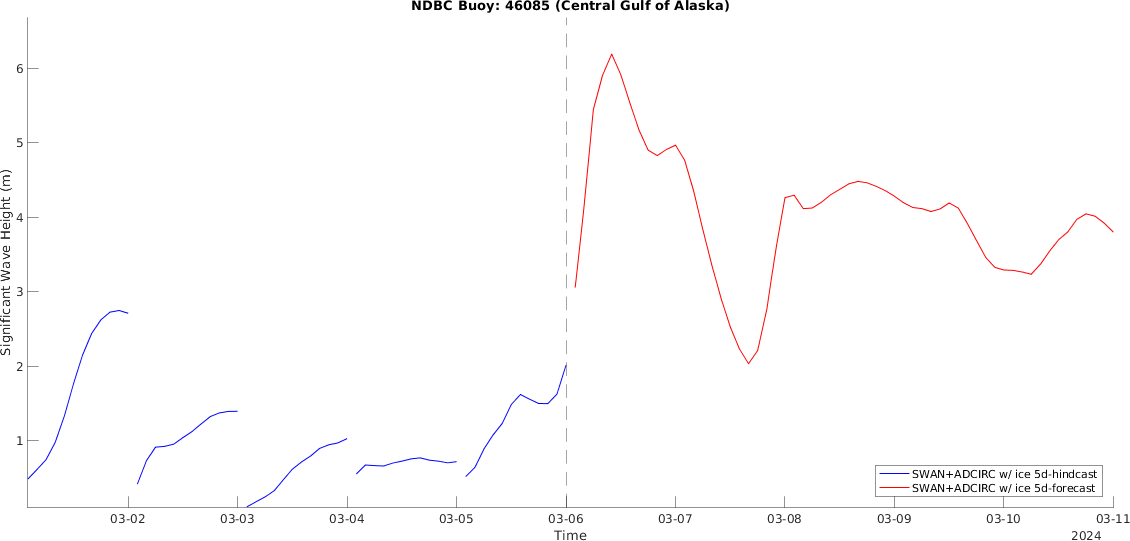 NDBC Buoy: 46085 (Central Gulf of Alaska)
Significant Wave Height (m)
6
5
4
3
2
1
SWAN+ADCIRC w/ ice 5d-hindcast
SWAN+ADCIRC w/ ice 5d-forecast
03-02 03-03 03-04 03-05 03-06 03-07 03-08 03-09 03-10 03-11
Time
2024